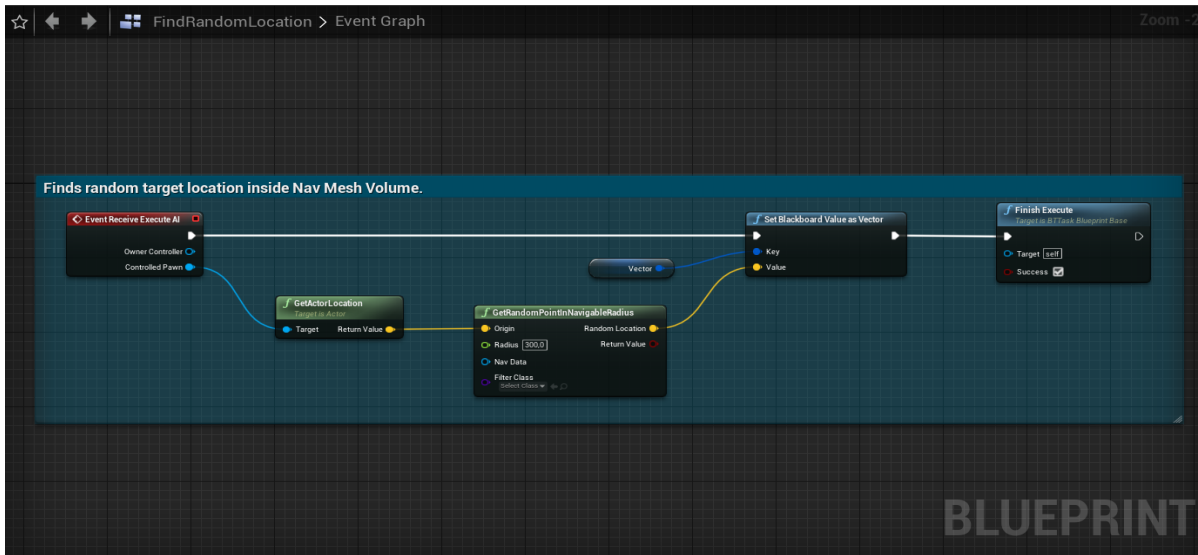 FindRandomLocation > Event Graph
Zoom -2
Finds random target location inside Nav Mesh Volume.
Event Receive Execute AI
Owner Controller
Controlled Pawn
GetActorLocation
Target is Actor
Target Return Value
GetRandomPointInNavigableRadius
Origin Random Location
Radius 300,0 Return Value
Nav Data
Filter Class
Select Class
Vector
Set Blackboard Value as Vector
Key
Value
Finish Execute
Target is BTTask Blueprint Base
Target self
Success
BLUEPRINT